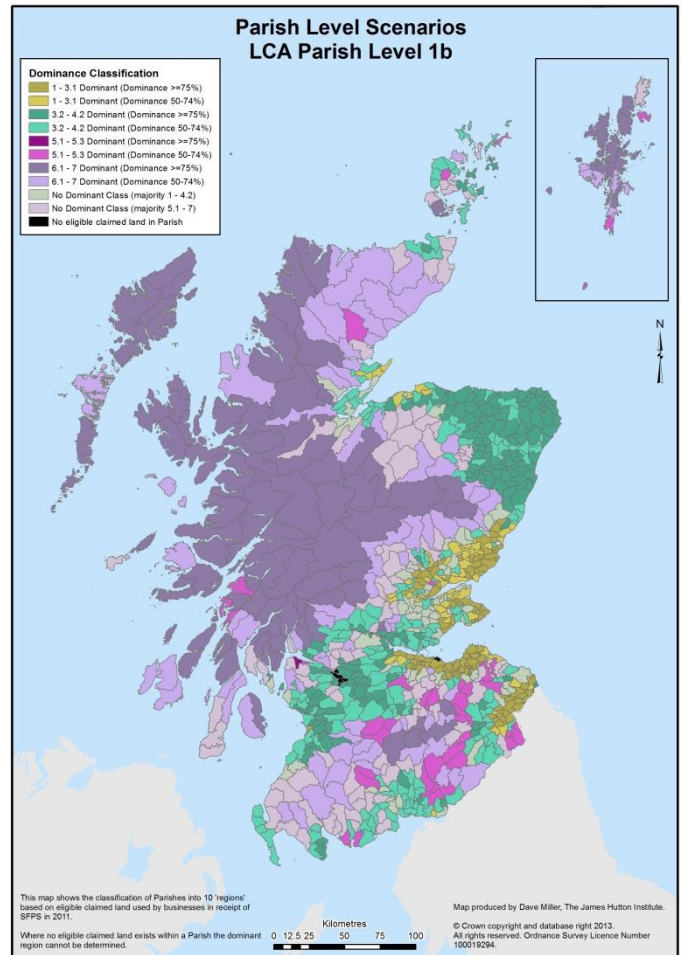 Parish Level Scenarios
LCA Parish Level 1b
Dominance Classification
1 - 3.1 Dominant (Dominance >=75%)
1 - 3.1 Dominant (Dominance 50-74%)
3.2 - 4.2 Dominant (Dominance >=75%)
3.2 - 4.2 Dominant (Dominance 50-74%)
5.1 - 5.3 Dominant (Dominance >=75%)
5.1 - 5.3 Dominant (Dominance 50-74%)
6.1 - 7 Dominant (Dominance >=75%)
6.1 - 7 Dominant (Dominance 50-74%)
No Dominant Class (majority 1 - 4.2)
No Dominant Class (majority 5.1 - 7)
No eligible claimed land in Parish
N
This map shows the classification of Parishes into 10 'regions'
based on eligible claimed land used by businesses in receipt of
SFPS in 2011.
Where no eligible claimed land exists within a Parish the dominant
region cannot be determined.
Kilometres
0 12.5 25 50 75 100
Map produced by Dave Miller, The James Hutton Institute.
© Crown copyright and database right 2013.
All rights reserved. Ordnance Survey Licence Number
100019294.